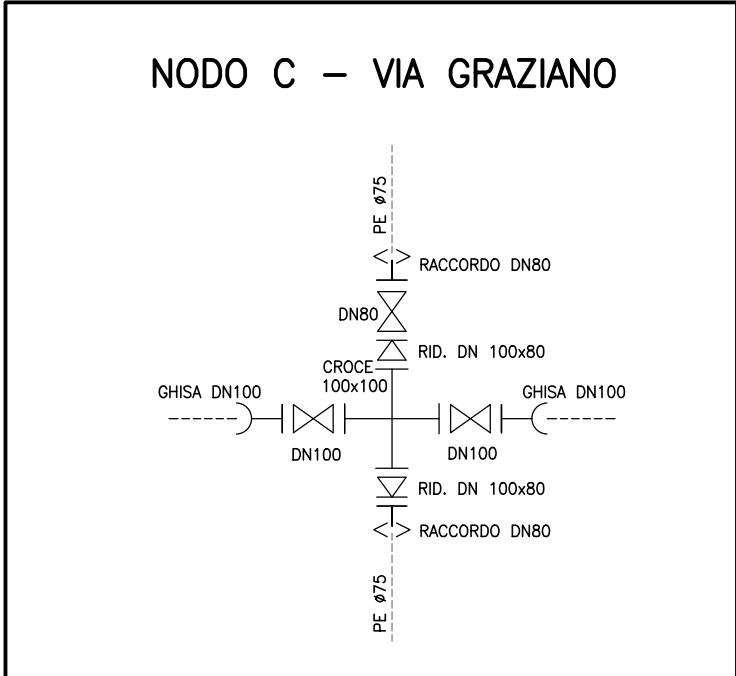 NODO C – VIA GRAZIANO
PE ø75
RACCORDO DN80
DN80
RID. DN 100x80
CROCE
100x100
GHISA DN100
GHISA DN100
DN100
DN100
RID. DN 100x80
RACCORDO DN80
PE ø75